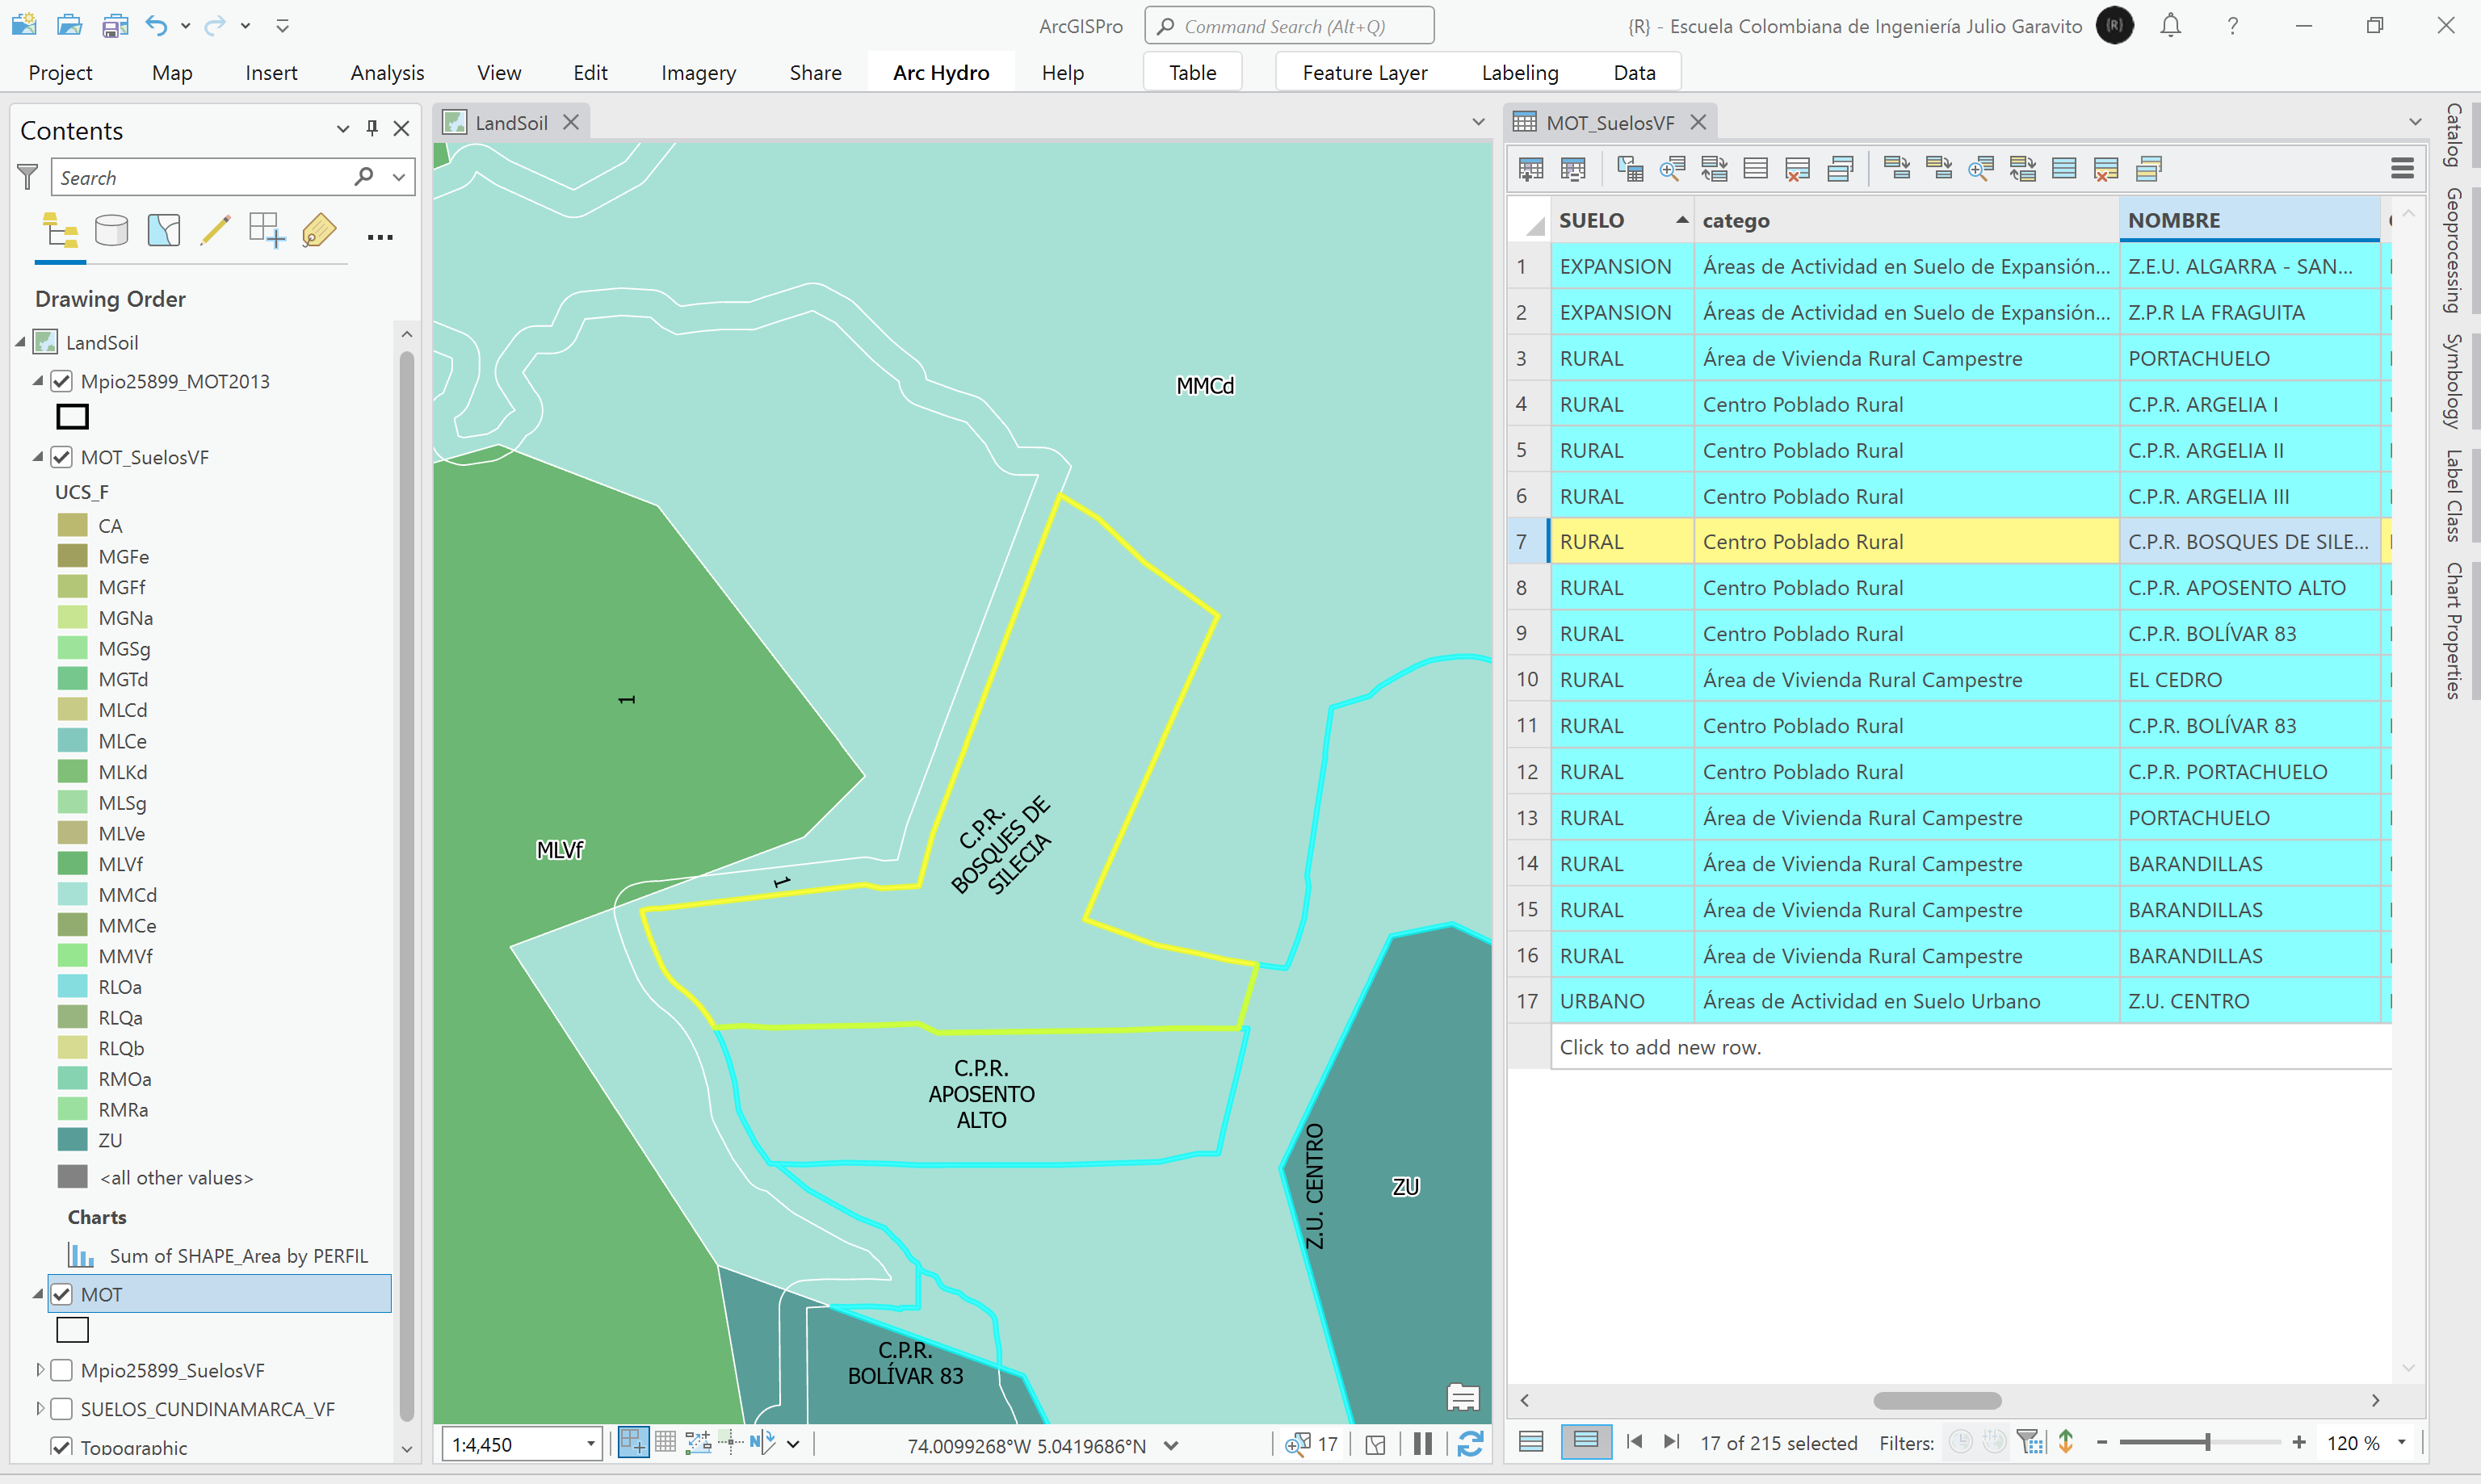 ArcGISPro
Command Search (Alt+Q)
{R} - Escuela Colombiana de Ingeniería Julio Garavito
{R}
?
Project
Map
Insert
Analysis
View
Edit
Imagery
Share
Arc Hydro
Help
Table
Feature Layer
Labeling
Data
Contents
Search
Drawing Order
LandSoil
Mpio25899_MOT2013
MOT_SuelosVF
UCS_F
CA
MGFe
MGFf
MGNa
MGSg
MGTd
MLCd
MLCe
MLKd
MLSg
MLVe
MLVf
MMCd
MMCe
MMVf
RLOa
RLQa
RLQb
RMOa
RMRa
ZU
<all other values>
Charts
Sum of SHAPE_Area by PERFIL
MOT
Mpio25899_SuelosVF
SUELOS_CUNDINAMARCA_VF
Topographic
LandSoil
MMCd
1
MLVf
1
C.P.R.
BOSQUES DE
SILECIA
C.P.R.
APOSENTO
ALTO
Z.U. CENTRO
ZU
C.P.R.
BOLÍVAR 83
1:4,450
74.0099268°W 5.0419686°N
17
MOT_SuelosVF
SUELO catego NOMBRE
1 EXPANSION Áreas de Actividad en Suelo de Expansión... Z.E.U. ALGARRA - SAN...
2 EXPANSION Áreas de Actividad en Suelo de Expansión... Z.P.R LA FRAGUITA
3 RURAL Área de Vivienda Rural Campestre PORTACHUELO
4 RURAL Centro Poblado Rural C.P.R. ARGELIA I
5 RURAL Centro Poblado Rural C.P.R. ARGELIA II
6 RURAL Centro Poblado Rural C.P.R. ARGELIA III
7 RURAL Centro Poblado Rural C.P.R. BOSQUES DE SILE...
8 RURAL Centro Poblado Rural C.P.R. APOSENTO ALTO
9 RURAL Centro Poblado Rural C.P.R. BOLÍVAR 83
10 RURAL Área de Vivienda Rural Campestre EL CEDRO
11 RURAL Centro Poblado Rural C.P.R. BOLÍVAR 83
12 RURAL Centro Poblado Rural C.P.R. PORTACHUELO
13 RURAL Área de Vivienda Rural Campestre PORTACHUELO
14 RURAL Área de Vivienda Rural Campestre BARANDILLAS
15 RURAL Área de Vivienda Rural Campestre BARANDILLAS
16 RURAL Área de Vivienda Rural Campestre BARANDILLAS
17 URBANO Áreas de Actividad en Suelo Urbano Z.U. CENTRO
Click to add new row.
17 of 215 selected
Filters:
120 %
Catalog
Geoprocessing
Symbology
Label Class
Chart Properties